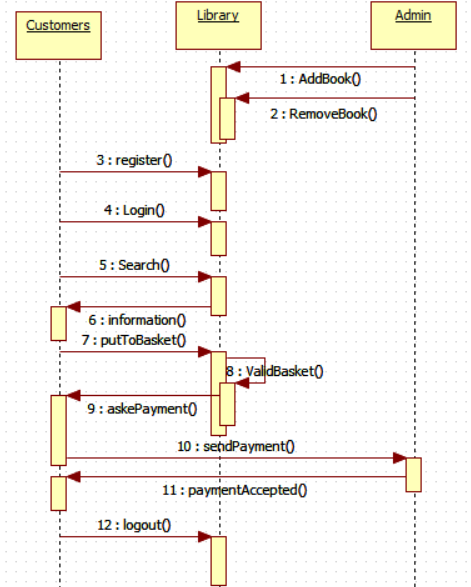 Customers
Library
Admin
1 : AddBook()
2 : RemoveBook()
3 : register()
4 : Login()
5 : Search()
6 : information()
7 : putToBasket()
8 : ValidBasket()
9 : askePayment()
10 : sendPayment()
11 : paymentAccepted()
12 : logout()